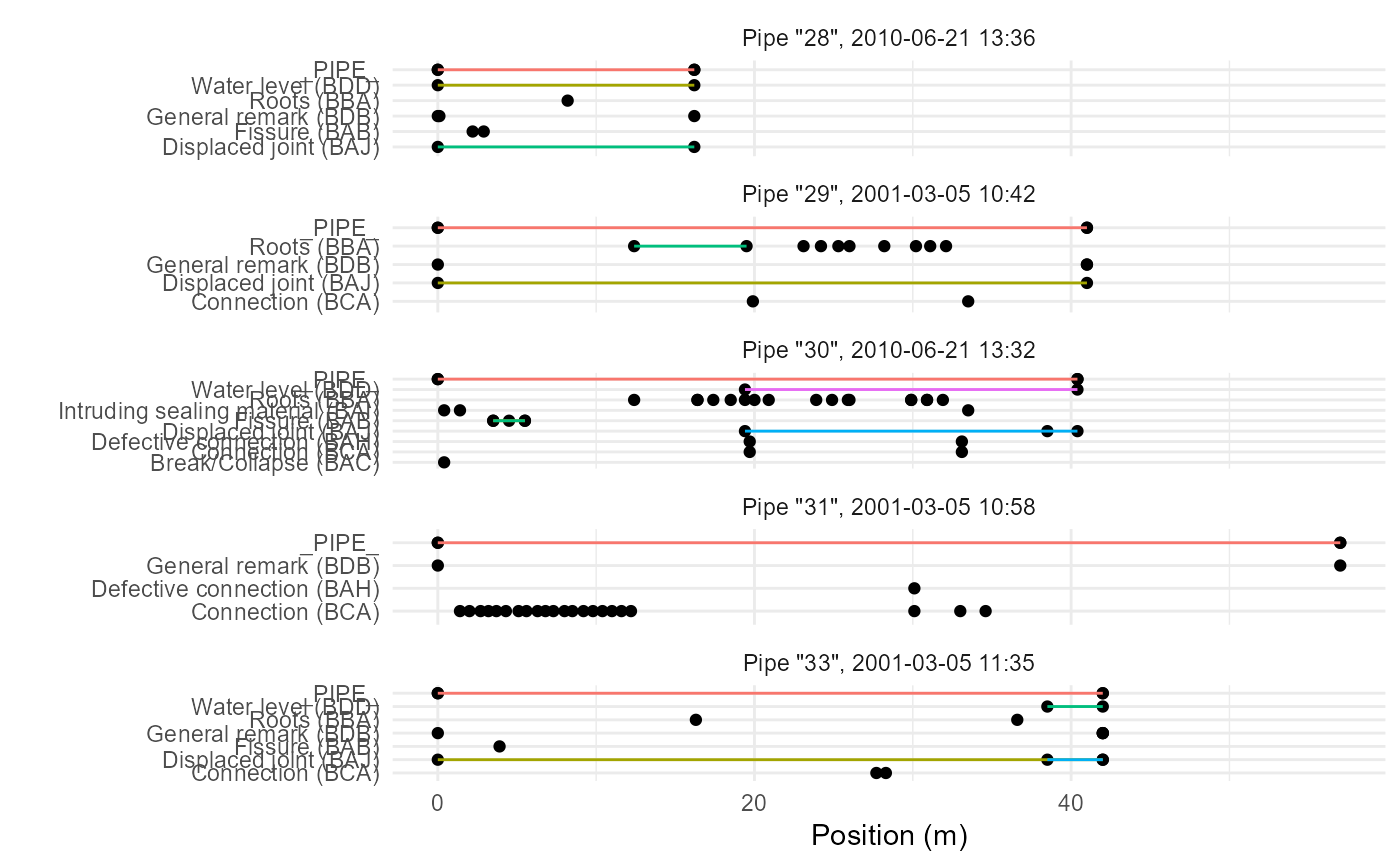 Pipe "28", 2010-06-21 13:36
_PIPE_
Water level (BDD)
Roots (BBA)
General remark (BDB)
Fissure (BAB)
Displaced joint (BAJ)
Pipe "29", 2001-03-05 10:42
_PIPE_
Roots (BBA)
General remark (BDB)
Displaced joint (BAJ)
Connection (BCA)
Pipe "30", 2010-06-21 13:32
_PIPE_
Water level (BDD)
Roots (BBA)
Intruding sealing material (BAI)
Fissure (BAB)
Displaced joint (BAJ)
Defective connection (BAH)
Connection (BCA)
Break/Collapse (BAC)
Pipe "31", 2001-03-05 10:58
_PIPE_
General remark (BDB)
Defective connection (BAH)
Connection (BCA)
Pipe "33", 2001-03-05 11:35
_PIPE_
Water level (BDD)
Roots (BBA)
General remark (BDB)
Fissure (BAB)
Displaced joint (BAJ)
Connection (BCA)
0 20 40
Position (m)